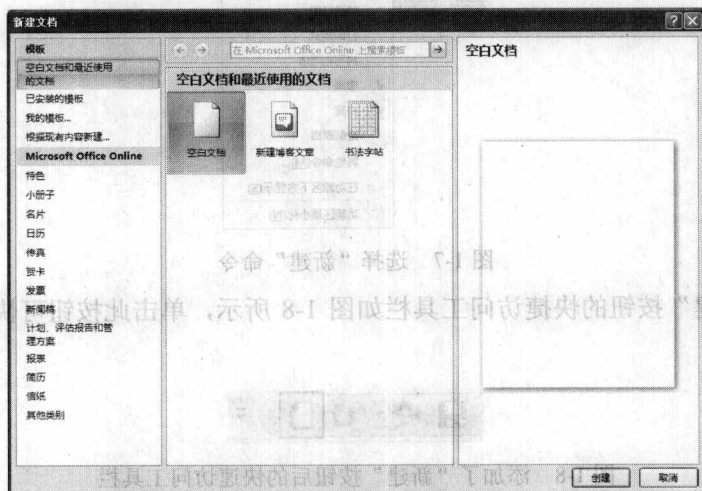 新建文档
模板
空白文档和最近使用
的文档
已安装的模板
我的模板...
根据现有内容新建...
Microsoft Office Online
特色
小册子
名片
日历
传真
贺卡
发票
新闻稿
计划、评估报告和管
理方案
报表
简历
信纸
其他类别
在 Microsoft Office Online 上搜索模板
空白文档和最近使用的文档
空白文档
新建博客文章
书法字帖
空白文档
创建
取消
图 1-7 选择“新建”命令
建”按钮的快捷访问工具栏如图 1-8 所示，单击此按钮可
1-8 添加了“新建”按钮后的快速访问工具栏